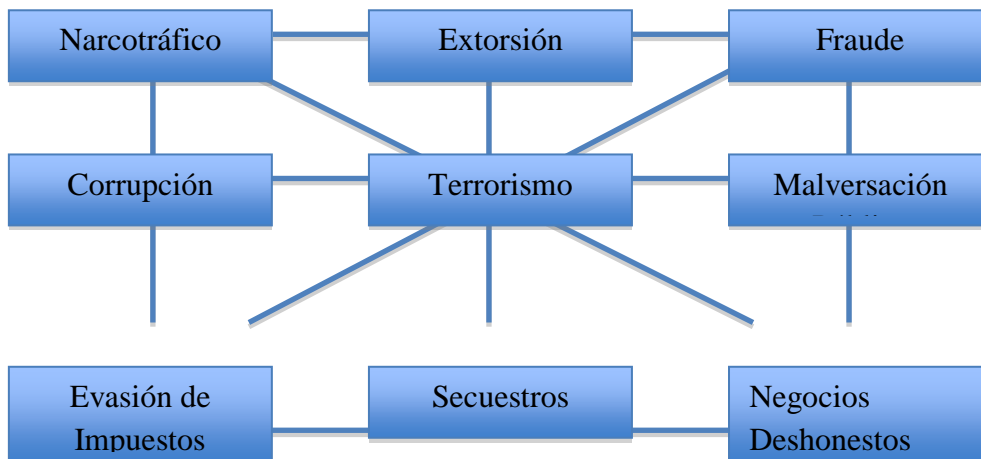 Narcotráfico
Extorsión
Fraude
Corrupción
Terrorismo
Malversación
Evasión de
Impuestos
Secuestros
Negocios
Deshonestos